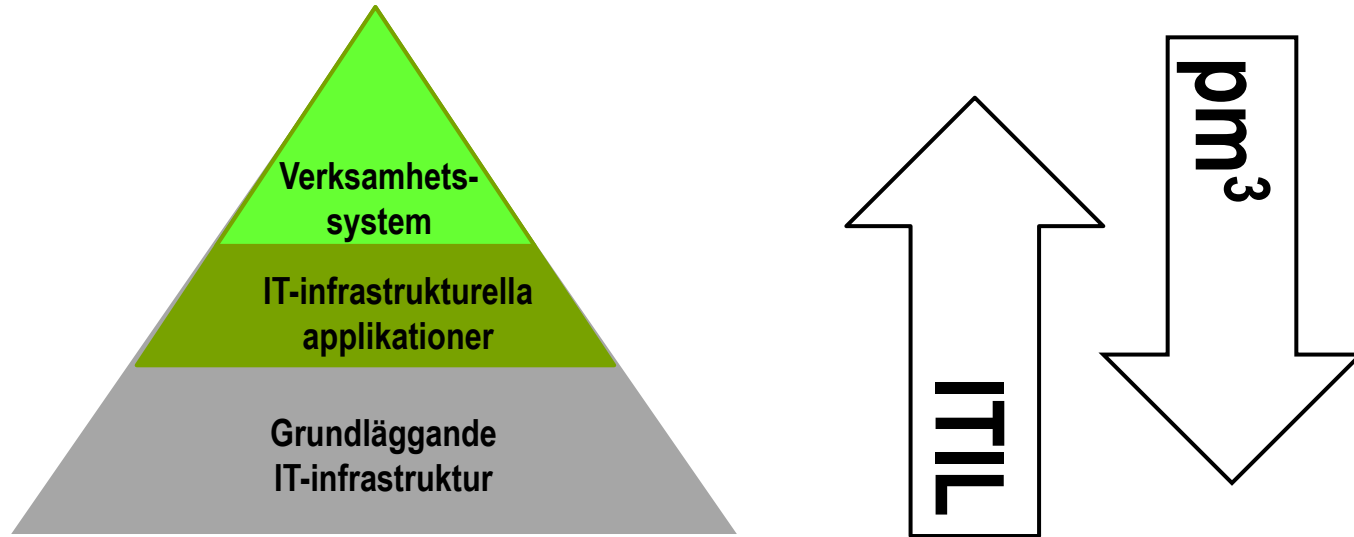 Verksamhets-
system
IT-infrastrukturella
applikationer
Grundläggande
IT-infrastruktur
ITIL
pm³